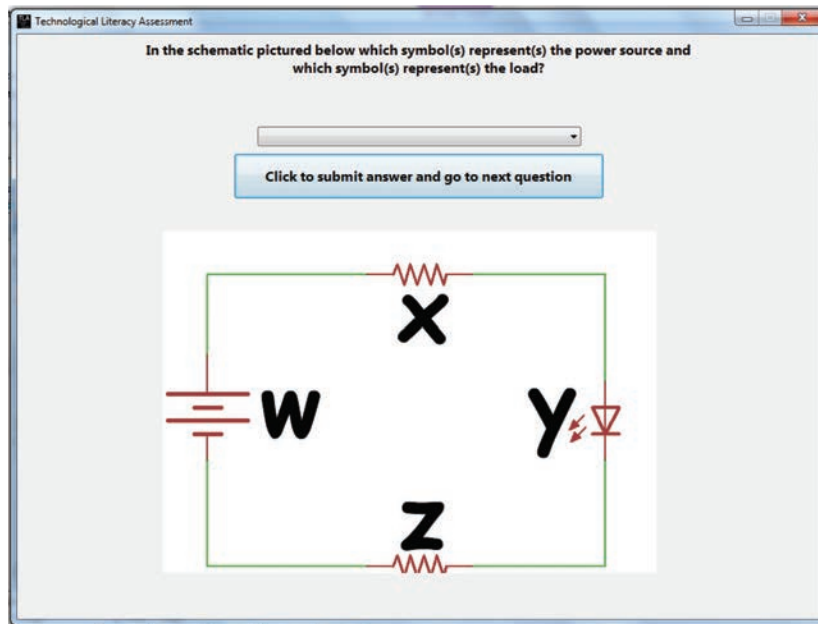 Technological Literacy Assessment
In the schematic pictured below which symbol(s) represent(s) the power source and
which symbol(s) represent(s) the load?
Click to submit answer and go to next question
X
W
y
Z